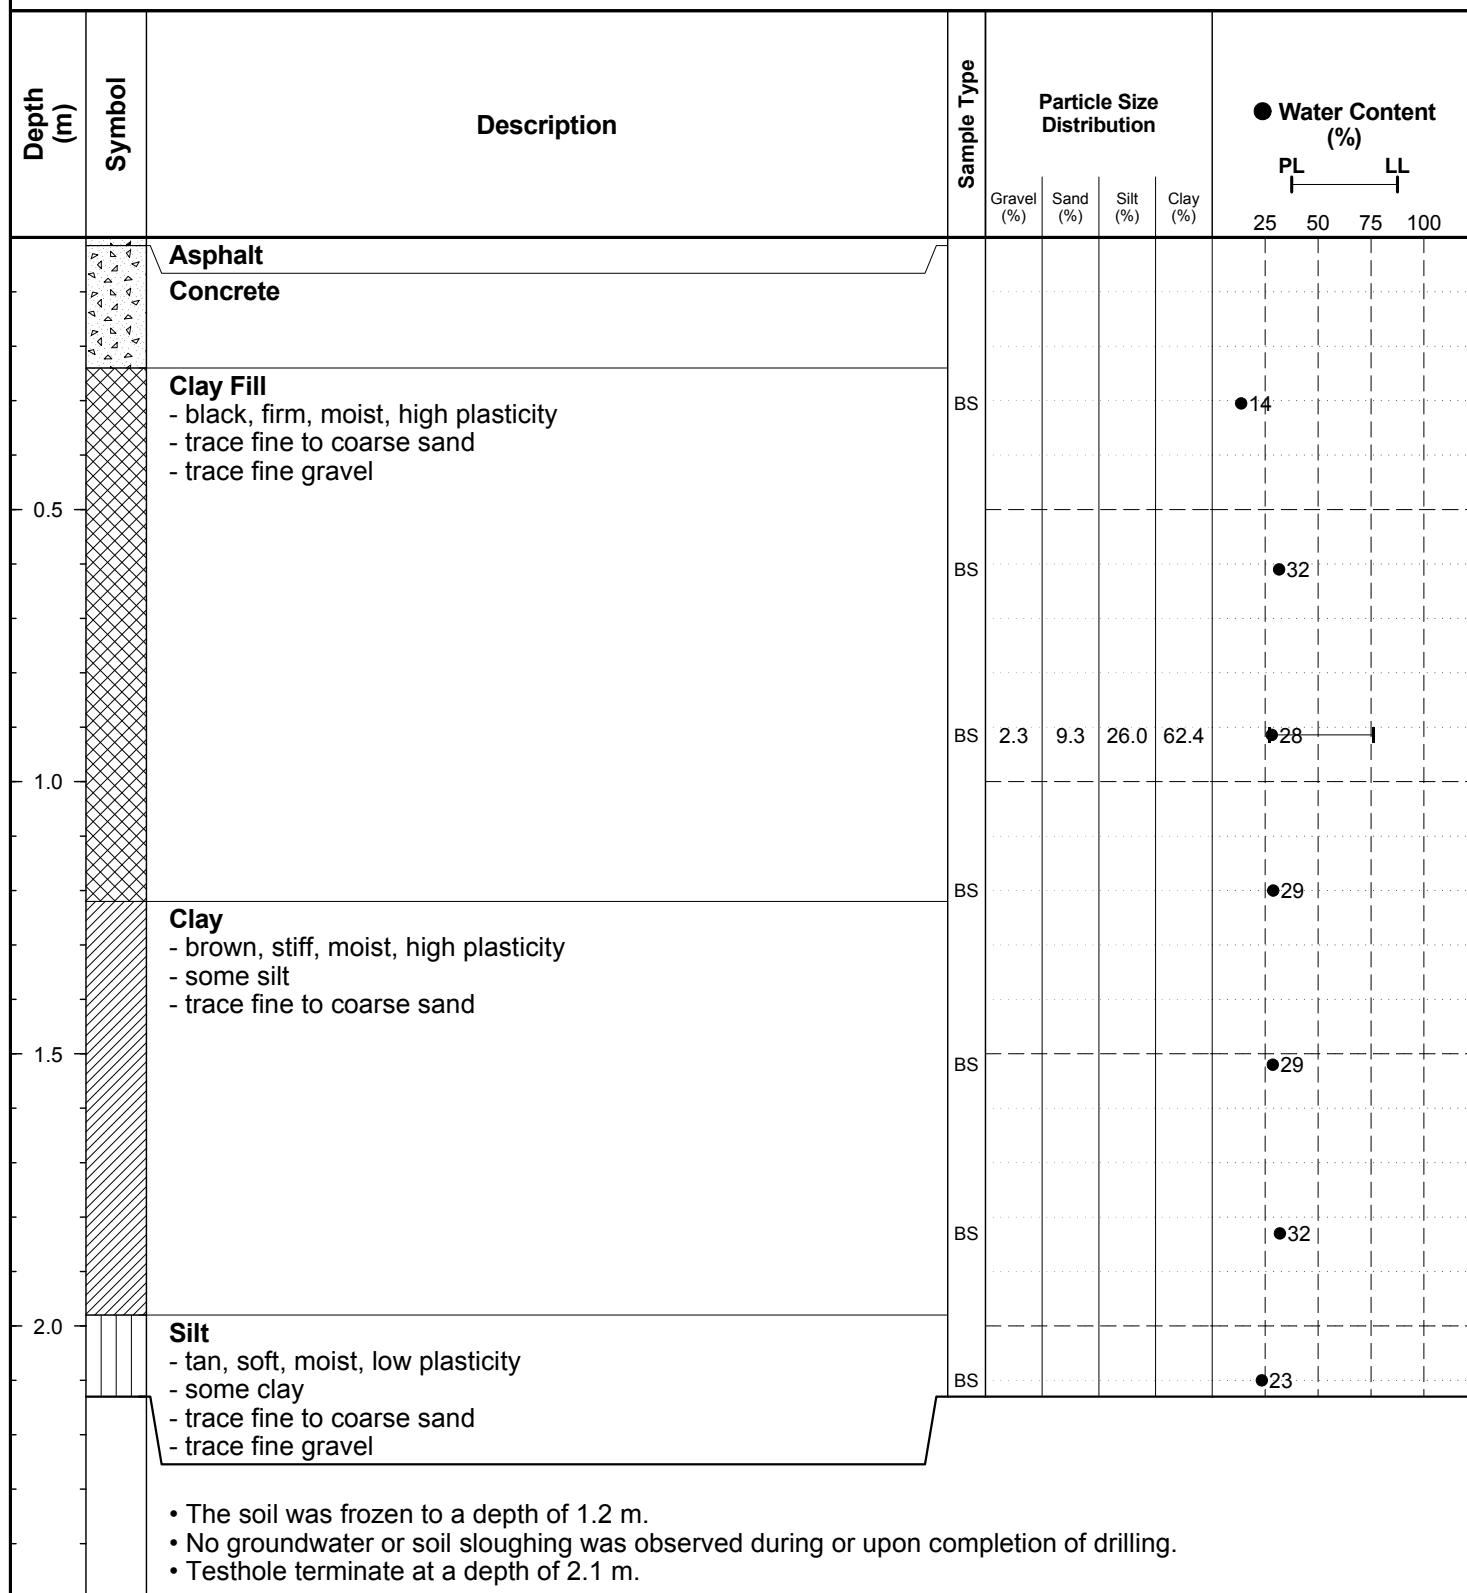 Depth
(m)
Symbol
Description
Sample Type
Particle Size
Distribution
Gravel
(%)
Sand
(%)
Silt
(%)
Clay
(%)
Water Content
(%)
PL LL
25 50 75 100
Asphalt
Concrete
Clay Fill
- black, firm, moist, high plasticity
BS 14
- trace fine to coarse sand
- trace fine gravel
0.5
BS 32
BS 2.3 9.3 26.0 62.4 28
1.0
BS 29
Clay
- brown, stiff, moist, high plasticity
- some silt
- trace fine to coarse sand
1.5
BS 29
BS 32
2.0
Silt
- tan, soft, moist, low plasticity
- some clay
BS 23
- trace fine to coarse sand
- trace fine gravel
• The soil was frozen to a depth of 1.2 m.
• No groundwater or soil sloughing was observed during or upon completion of drilling.
• Testhole terminate at a depth of 2.1 m.